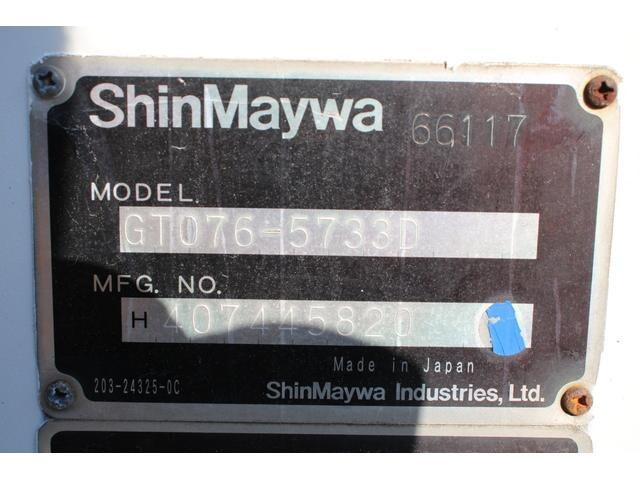 ShinMaywa 66117
MODEL
GT076-5733D
MFG. NO.
H 407445820
Made in Japan
203-24325-0C ShinMaywa Industries, Ltd.